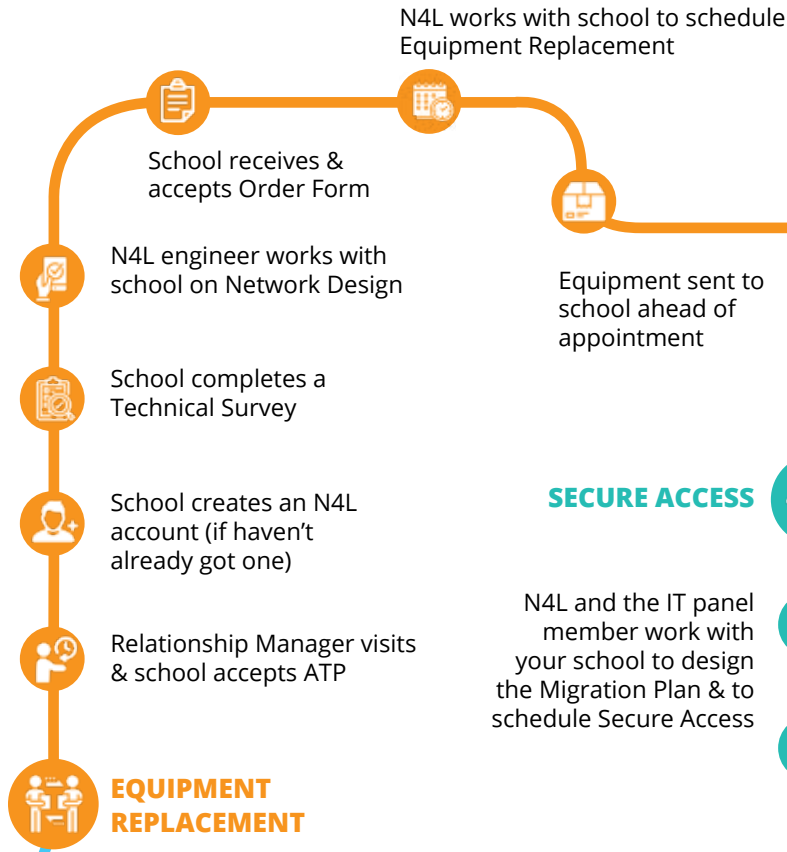 N4L works with school to schedule
Equipment Replacement
School receives &
accepts Order Form
N4L engineer works with
school on Network Design
Equipment sent to
school ahead of
appointment
School completes a
Technical Survey
School creates an N4L
account (if haven't
already got one)
SECURE ACCESS
N4L and the IT panel
member work with
your school to design
the Migration Plan & to
schedule Secure Access
Relationship Manager visits
& school accepts ATP
EQUIPMENT
REPLACEMENT